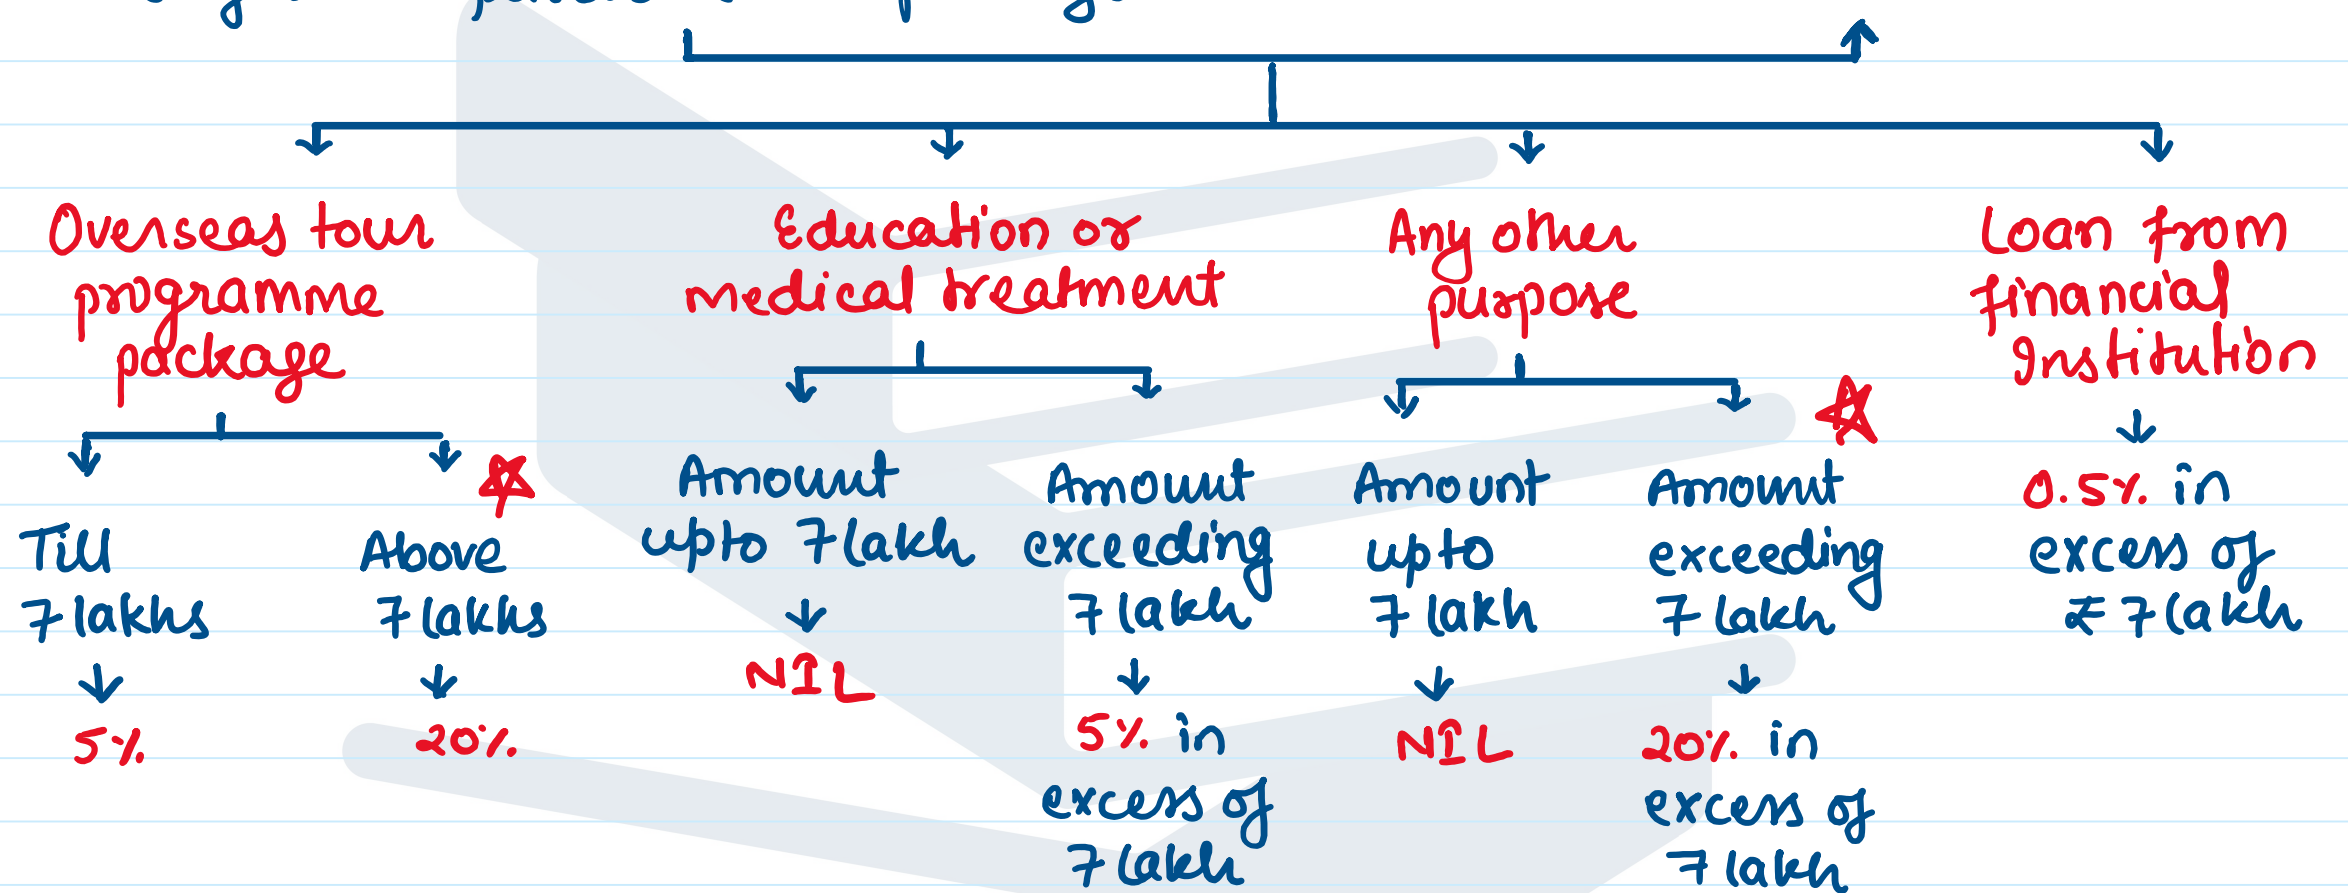 Overseas tour
programme
package
Till
7 lakhs
5%
Above
7 lakhs
20%
Education or
medical treatment
Amount
upto 7 lakh
NIL
Amount
exceeding
7 lakh
5% in
excess of
7 lakh
Any other
purpose
Amount
upto
7 lakh
NIL
Amount
exceeding
7 lakh
20% in
excess of
7 lakh
Loan from
financial
Institution
0.5% in
excess of
₹ 7 lakh